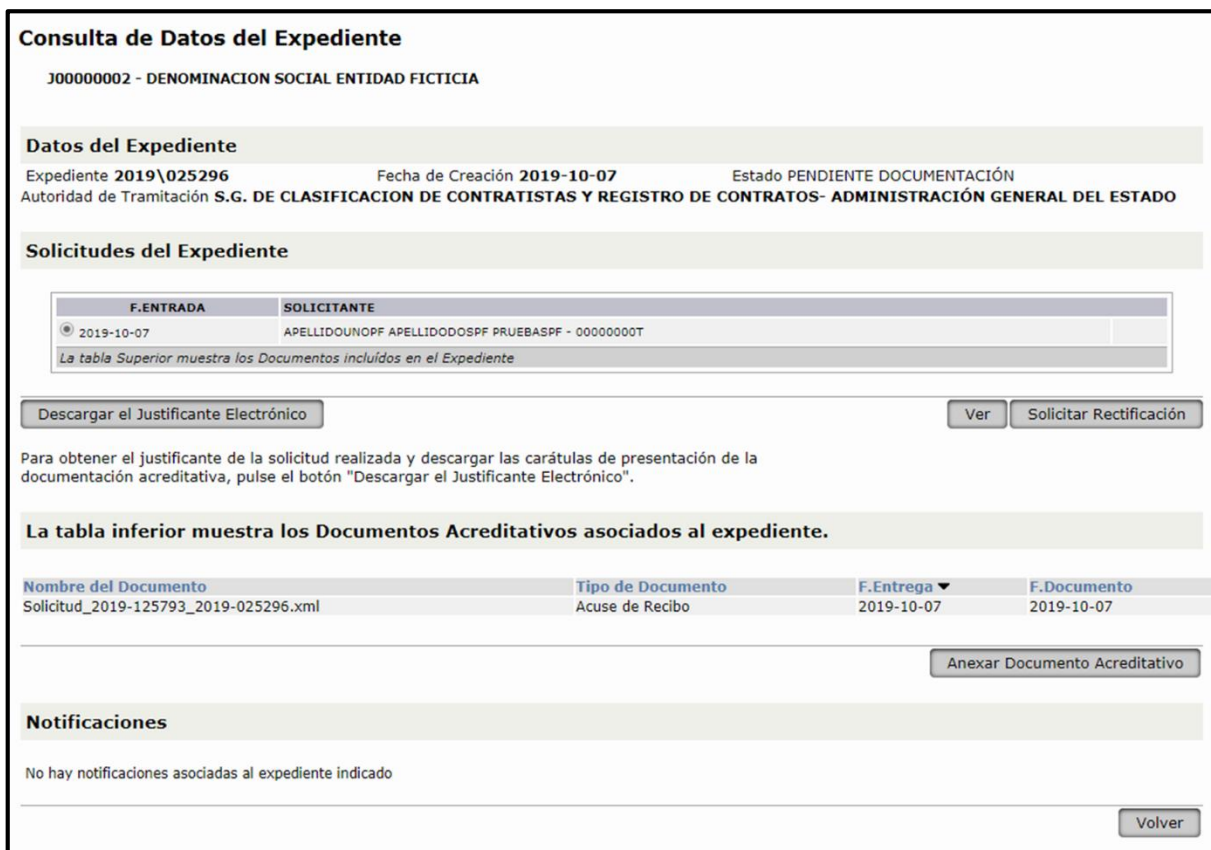 Consulta de Datos del Expediente
J00000002 - DENOMINACION SOCIAL ENTIDAD FICTICIA
Datos del Expediente
Expediente 2019\025296 Fecha de Creación 2019-10-07 Estado PENDIENTE DOCUMENTACIÓN
Autoridad de Tramitación S.G. DE CLASIFICACION DE CONTRATISTAS Y REGISTRO DE CONTRATOS- ADMINISTRACIÓN GENERAL DEL ESTADO
Solicitudes del Expediente
F.ENTRADA SOLICITANTE
2019-10-07 APELLIDOUNOPF APELLIDODOSPF PRUEBASPF - 00000000T
La tabla Superior muestra los Documentos incluídos en el Expediente
Descargar el Justificante Electrónico Ver Solicitar Rectificación
Para obtener el justificante de la solicitud realizada y descargar las carátulas de presentación de la
documentación acreditativa, pulse el botón "Descargar el Justificante Electrónico".
La tabla inferior muestra los Documentos Acreditativos asociados al expediente.
Nombre del Documento Tipo de Documento F.Entrega F.Documento
Solicitud_2019-125793_2019-025296.xml Acuse de Recibo 2019-10-07 2019-10-07
Anexar Documento Acreditativo
Notificaciones
No hay notificaciones asociadas al expediente indicado
Volver